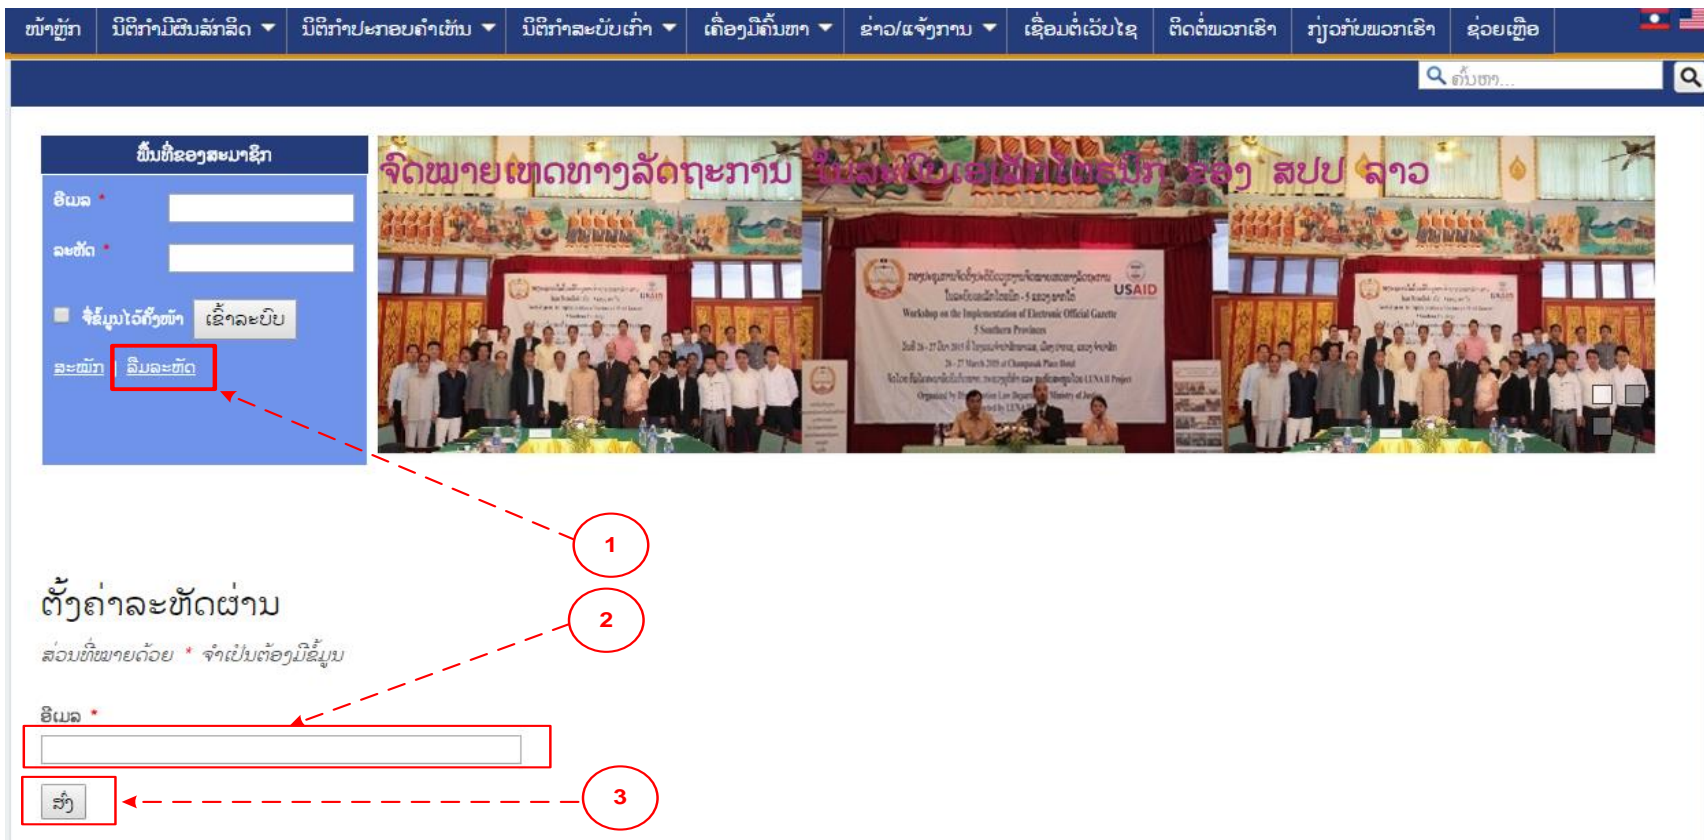 ໜ້າຫຼັກ ນິຕິກຳມີຜົນສັກສິດ ນິຕິກຳປະກອບຄຳເຫັນ ນິຕິກຳສະບັບເກົ່າ ເຄື່ອງມືຄົ້ນຫາ ຂ່າວ/ແຈ້ງການ ເຊື່ອມຕໍ່ເວັບໄຊ ຕິດຕໍ່ພວກເຮົາ ກ່ຽວກັບພວກເຮົາ ຊ່ວຍເຫຼືອ
ຄົ້ນຫາ...
ພື້ນທີ່ຂອງສະມາຊິກ
ອີເມລ *
ລະຫັດ *
ຈື່ຂໍ້ມູນໄວ້ຄັ້ງໜ້າ ເຂົ້າລະບົບ
ສະໝັກ | ລືມລະຫັດ
ຈົດໝາຍເຫດທາງລັດຖະການ ໃນລະບົບເອເລັກໂຕຣນິກ ຂອງ ສປປ ລາວ
USAID
Workshop on the Implementation of Electronic Official Gazette
5 Southern Provinces
26 - 27 March 2015 at Champasak Place Hotel
1
ຕັ້ງຄ່າລະຫັດຜ່ານ
2
ສ່ວນທີ່ໝາຍດ້ວຍ * ຈຳເປັນຕ້ອງມີຂໍ້ມູນ
ອີເມລ *
ສົ່ງ
3